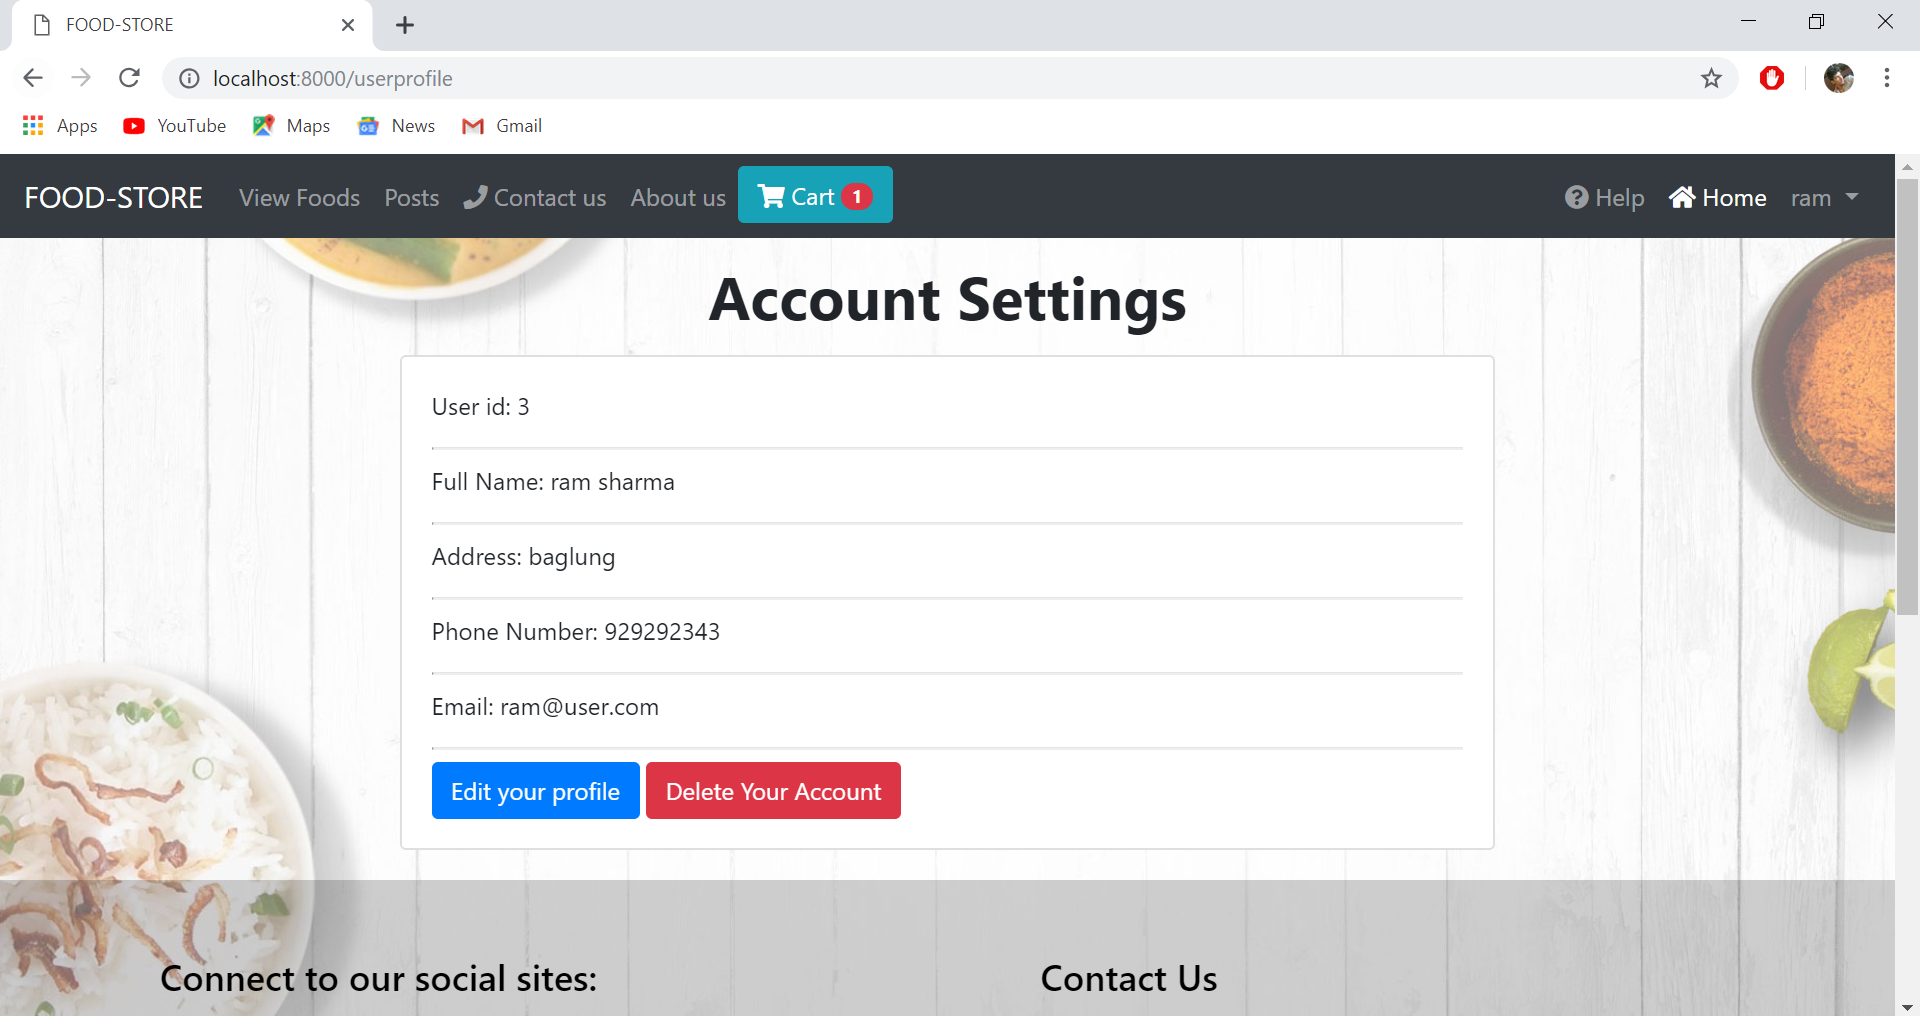 FOOD-STORE
localhost:8000/userprofile
Apps YouTube Maps News Gmail
FOOD-STORE View Foods Posts Contact us About us Cart 1 Help Home ram
Account Settings
User id: 3
Full Name: ram sharma
Address: baglung
Phone Number: 929292343
Email: ram@user.com
Edit your profile Delete Your Account
Connect to our social sites: Contact Us